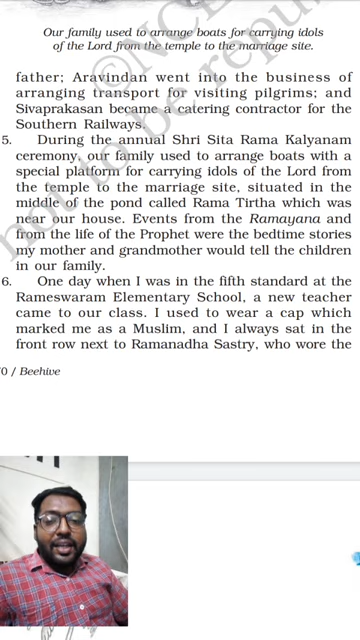 Our family used to arrange boats for carrying idols
of the Lord from the temple to the marriage site.
father; Aravindan went into the business of
arranging transport for visiting pilgrims; and
Sivaprakasan became a catering contractor for the
Southern Railways.
5. During the annual Shri Sita Rama Kalyanam
ceremony, our family used to arrange boats with a
special platform for carrying idols of the Lord from
the temple to the marriage site, situated in the
middle of the pond called Rama Tirtha which was
near our house. Events from the Ramayana and
from the life of the Prophet were the bedtime stories
my mother and grandmother would tell the children
in our family.
6. One day when I was in the fifth standard at the
Rameswaram Elementary School, a new teacher
came to our class. I used to wear a cap which
marked me as a Muslim, and I always sat in the
front row next to Ramanadha Sastry, who wore the
0 / Beehive
not to be repu